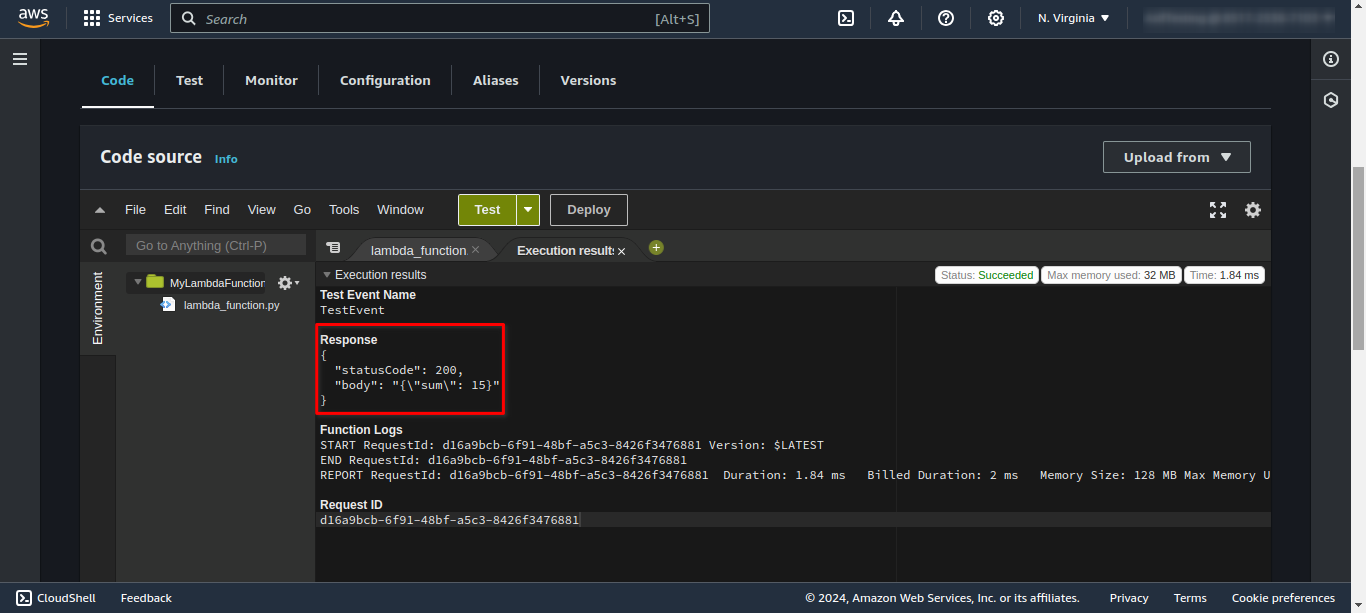 aws Services Search [Alt+S] N. Virginia
Code Test Monitor Configuration Aliases Versions
Code source Info Upload from
File Edit Find View Go Tools Window Test Deploy
Go to Anything (Ctrl-P) lambda_function Execution results
Execution results Status: Succeeded Max memory used: 32 MB Time: 1.84 ms
Environment
MyLambdaFunction
lambda_function.py
Test Event Name
TestEvent
Response
{
"statusCode": 200,
"body": "{\"sum\": 15}"
}
Function Logs
START RequestId: d16a9bcb-6f91-48bf-a5c3-8426f3476881 Version: $LATEST
END RequestId: d16a9bcb-6f91-48bf-a5c3-8426f3476881
REPORT RequestId: d16a9bcb-6f91-48bf-a5c3-8426f3476881 Duration: 1.84 ms Billed Duration: 2 ms Memory Size: 128 MB Max Memory U
Request ID
d16a9bcb-6f91-48bf-a5c3-8426f3476881
CloudShell Feedback © 2024, Amazon Web Services, Inc. or its affiliates. Privacy Terms Cookie preferences